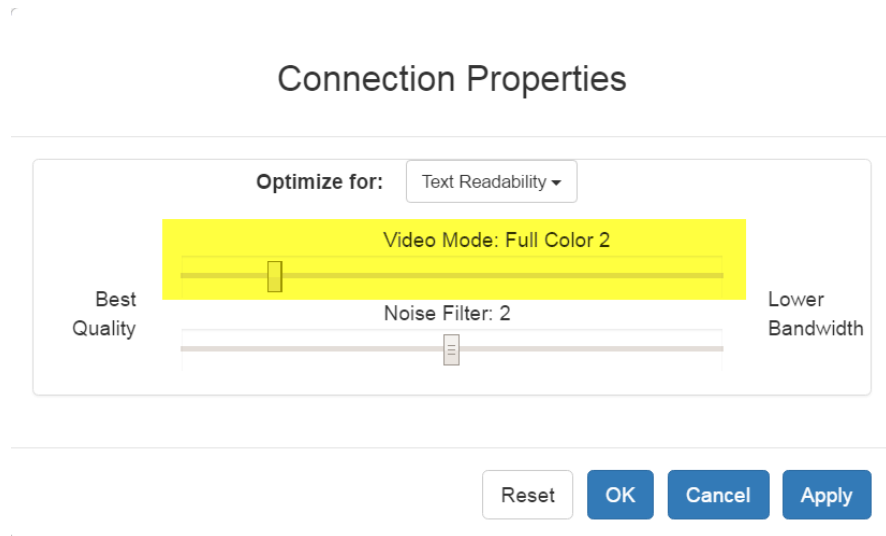 Connection Properties
Optimize for: Text Readability
Video Mode: Full Color 2
Best
Quality
Lower
Bandwidth
Noise Filter: 2
Reset OK Cancel Apply